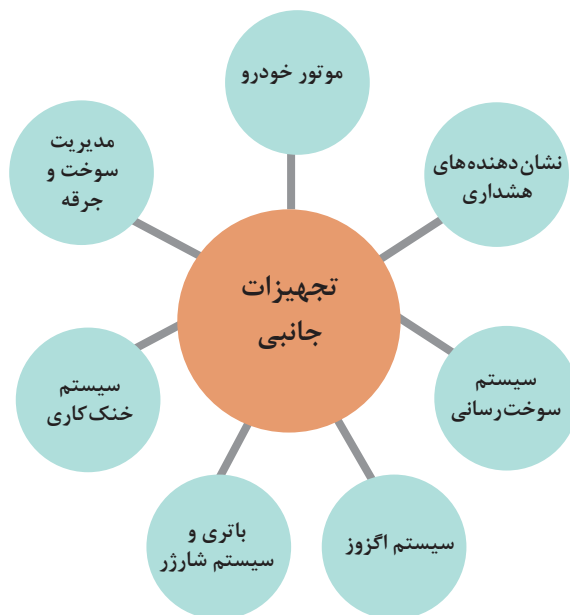 موتور خودرو
نشان‌دهنده‌های
هشداری
سیستم
سوخت‌رسانی
سیستم اگزوز
باتری و
سیستم شارژر
سیستم
خنک‌کاری
مدیریت
سوخت و
جرقه
تجهیزات
جانبی